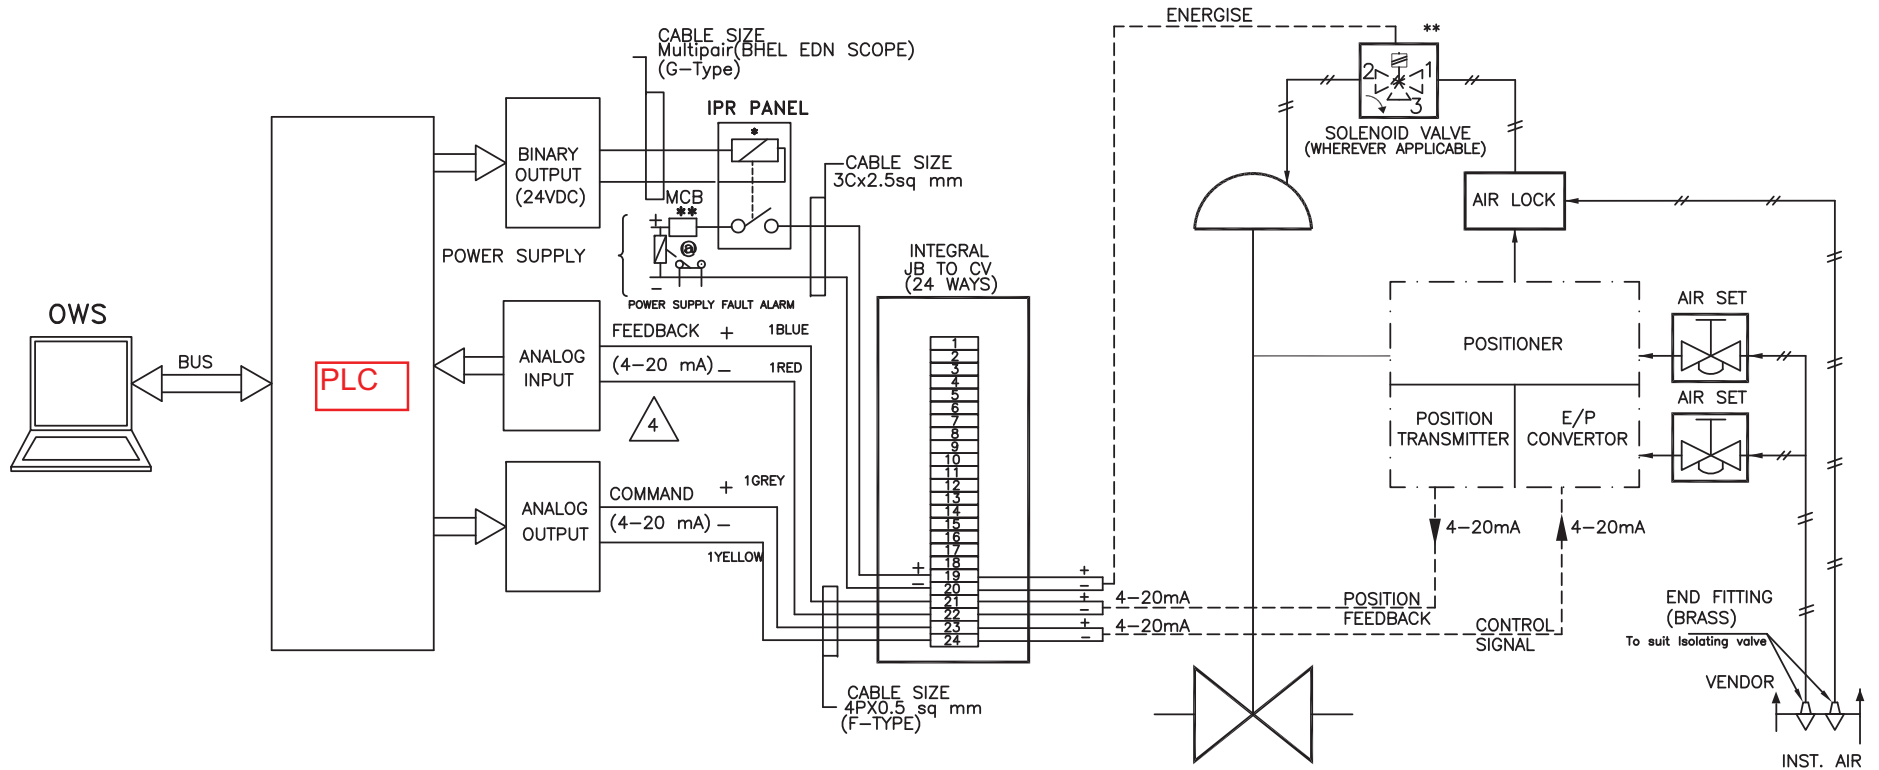 ENERGISE
**
CABLE SIZE
Multipair(BHEL EDN SCOPE)
(G-Type)
2
1
3
IPR PANEL
*
SOLENOID VALVE
(WHEREVER APPLICABLE)
BINARY
OUTPUT
(24VDC)
CABLE SIZE
3Cx2.5sq mm
MCB
**
+
@
−
POWER SUPPLY
POWER SUPPLY FAULT ALARM
AIR LOCK
INTEGRAL
JB TO CV
(24 WAYS)
OWS
BUS
PLC
ANALOG
INPUT
FEEDBACK +
1BLUE
(4-20 mA) −
1RED
4
AIR SET
POSITIONER
AIR SET
POSITION
TRANSMITTER
E/P
CONVERTOR
ANALOG
OUTPUT
COMMAND +
1GREY
(4-20 mA) −
1YELLOW
1
2
3
4
5
6
7
8
9
10
11
12
13
14
15
16
17
18
19
20
21
22
23
24
+
−
+
−
+
−
+
−
4-20mA
4-20mA
4-20mA
4-20mA
POSITION
FEEDBACK
CONTROL
SIGNAL
CABLE SIZE
4PX0.5 sq mm
(F-TYPE)
END FITTING
(BRASS)
To suit Isolating valve
VENDOR
INST. AIR